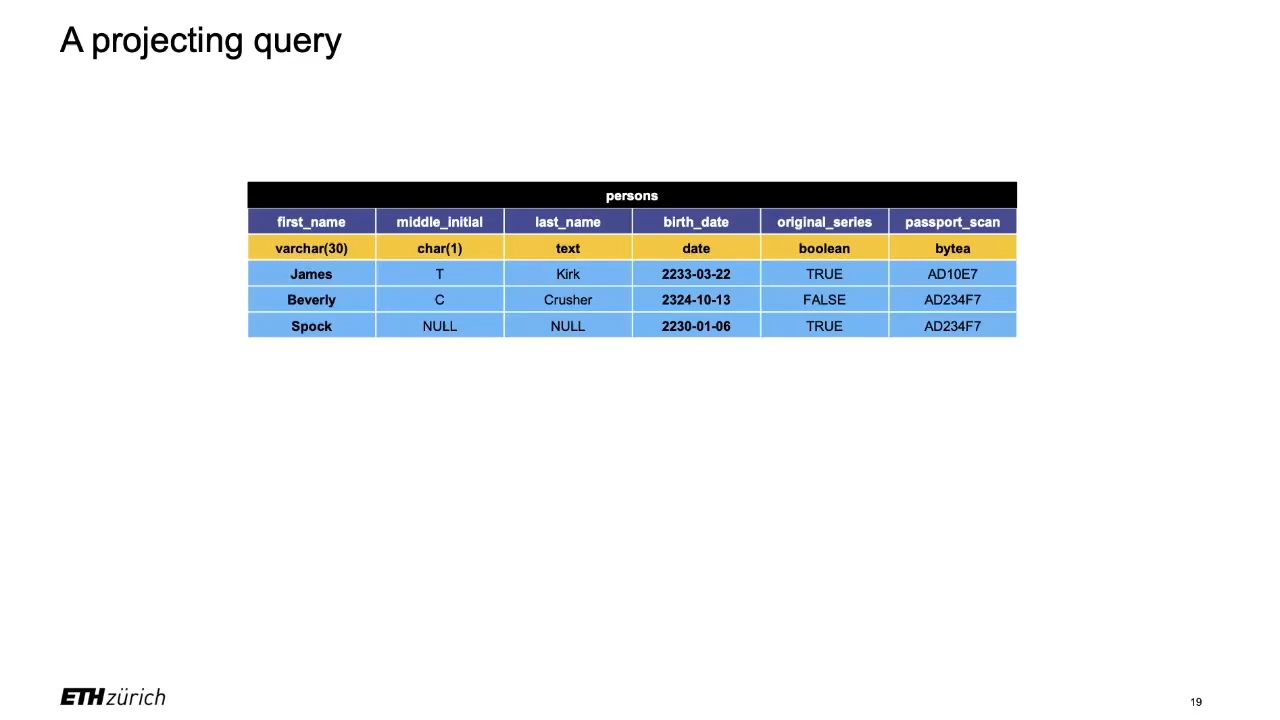 A projecting query
persons
first_name middle_initial last_name birth_date original_series passport_scan
varchar(30) char(1) text date boolean bytea
James T Kirk 2233-03-22 TRUE AD10E7
Beverly C Crusher 2324-10-13 FALSE AD234F7
Spock NULL NULL 2230-01-06 TRUE AD234F7
ETH zürich
19